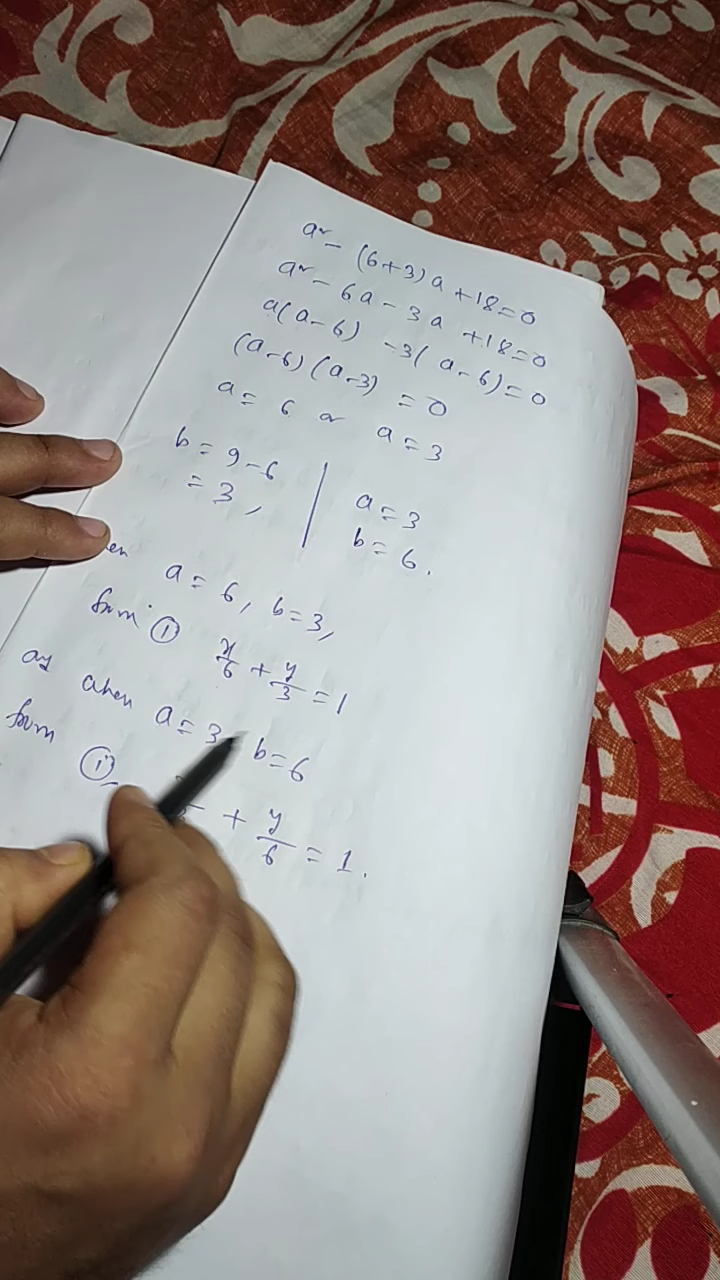 a² - (6+3)a + 18 = 0
a² - 6a - 3a + 18 = 0
a(a-6) -3(a-6) = 0
(a-6)(a-3) = 0
a = 6 or a = 3
b = 9-6
= 3,
a = 3
b = 6.
en a = 6, b = 3,
from ① x/6 + y/3 = 1
when a = 3 b = 6
from ①
+ y/6 = 1.